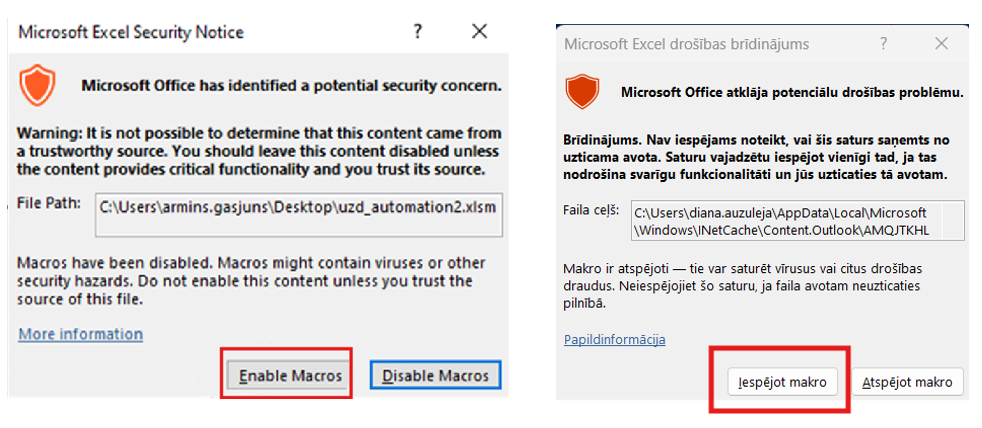 Microsoft Excel Security Notice
Microsoft Office has identified a potential security concern.
Warning: It is not possible to determine that this content came from
a trustworthy source. You should leave this content disabled unless
the content provides critical functionality and you trust its source.
File Path:
C:\Users\armins.gasjuns\Desktop\uzd_automation2.xlsm
Macros have been disabled. Macros might contain viruses or other
security hazards. Do not enable this content unless you trust the
source of this file.
More information
Enable Macros
Disable Macros
Microsoft Excel drošības brīdinājums
Microsoft Office atklāja potenciālu drošības problēmu.
Brīdinājums. Nav iespējams noteikt, vai šis saturs saņemts no
uzticama avota. Saturu vajadzētu iespējot vienīgi tad, ja tas
nodrošina svarīgu funkcionalitāti un jūs uzticaties tā avotam.
Faila ceļš:
C:\Users\diana.auzuleja\AppData\Local\Microsoft
\Windows\INetCache\Content.Outlook\AMQJTKHL
Makro ir atspējoti — tie var saturēt vīrusus vai citus drošības
draudus. Neiespējojiet šo saturu, ja faila avotam neuzticaties
pilnībā.
Papildinformācija
Iespējot makro
Atspējot makro